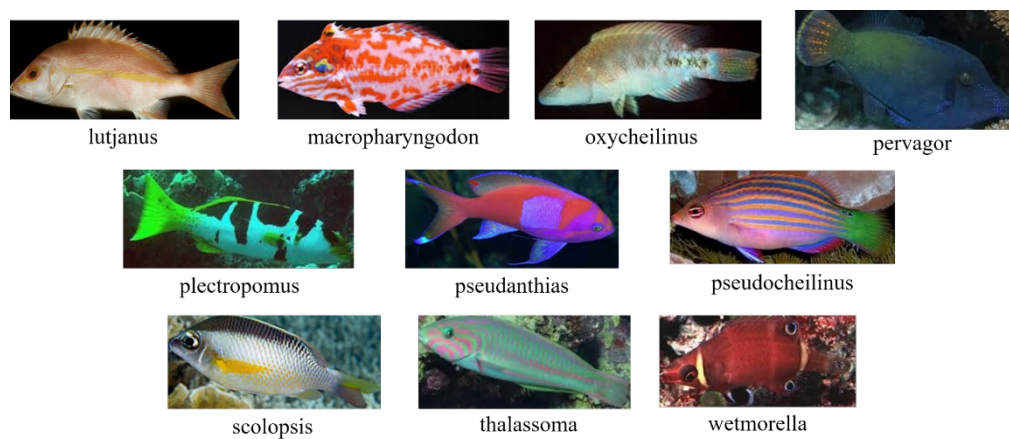 lutjanus
macropharyngodon
oxycheilinus
pervagor
plectropomus
pseudanthias
pseudocheilinus
scolopsis
thalassoma
wetmorella